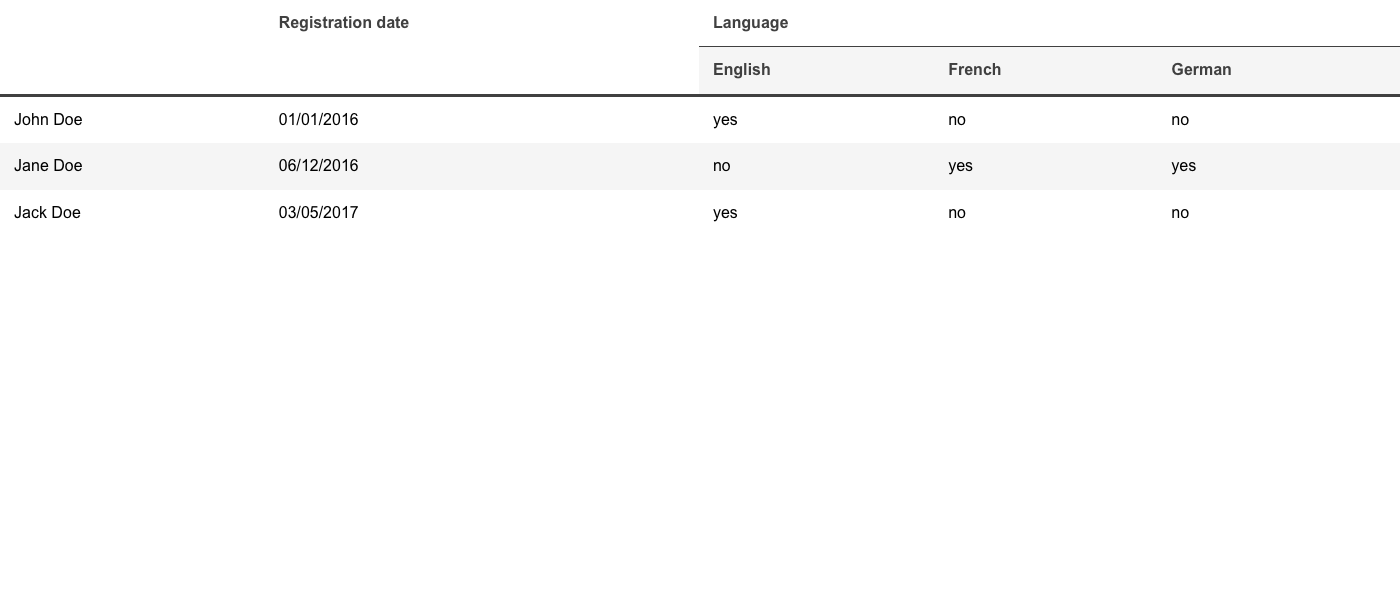 Registration date Language
English French German
John Doe 01/01/2016 yes no no
Jane Doe 06/12/2016 no yes yes
Jack Doe 03/05/2017 yes no no